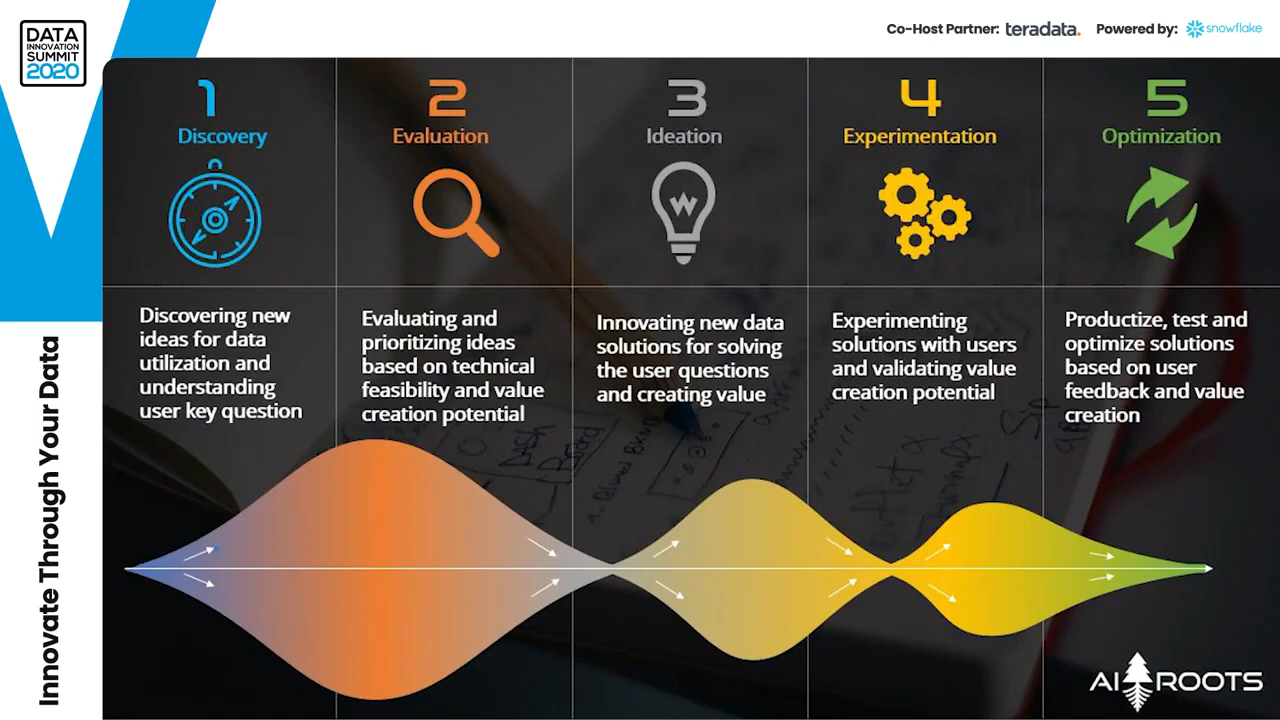 DATA
INNOVATION
SUMMIT
2020
Co-Host Partner: teradata. Powered by: snowflake
Innovate Through Your Data
1
Discovery
Discovering new
ideas for data
utilization and
understanding
user key question
2
Evaluation
Evaluating and
prioritizing ideas
based on technical
feasibility and value
creation potential
3
Ideation
Innovating new data
solutions for solving
the user questions
and creating value
4
Experimentation
Experimenting
solutions with users
and validating value
creation potential
5
Optimization
Productize, test and
optimize solutions
based on user
feedback and value
creation
AI ROOTS